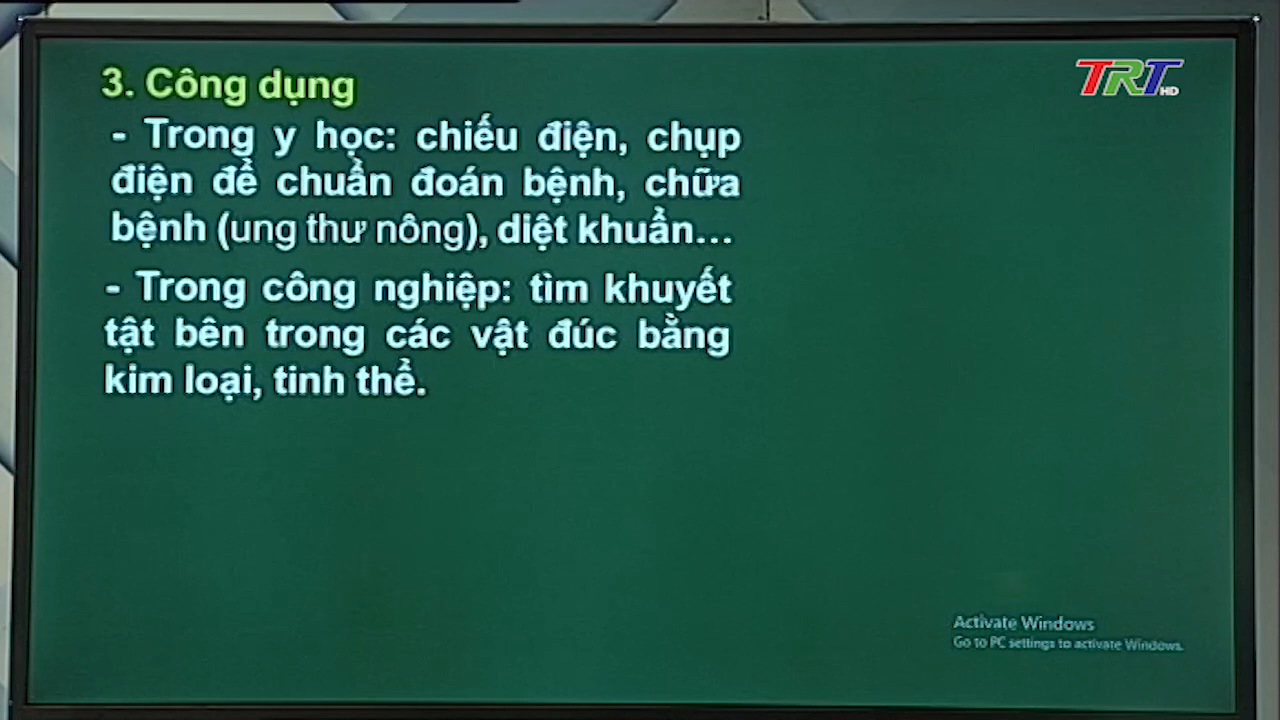 3. Công dụng
TRT HD
- Trong y học: chiếu điện, chụp
điện để chuẩn đoán bệnh, chữa
bệnh (ung thư nông), diệt khuẩn...
- Trong công nghiệp: tìm khuyết
tật bên trong các vật đúc bằng
kim loại, tinh thể.
Activate Windows
Go to PC settings to activate Windows.